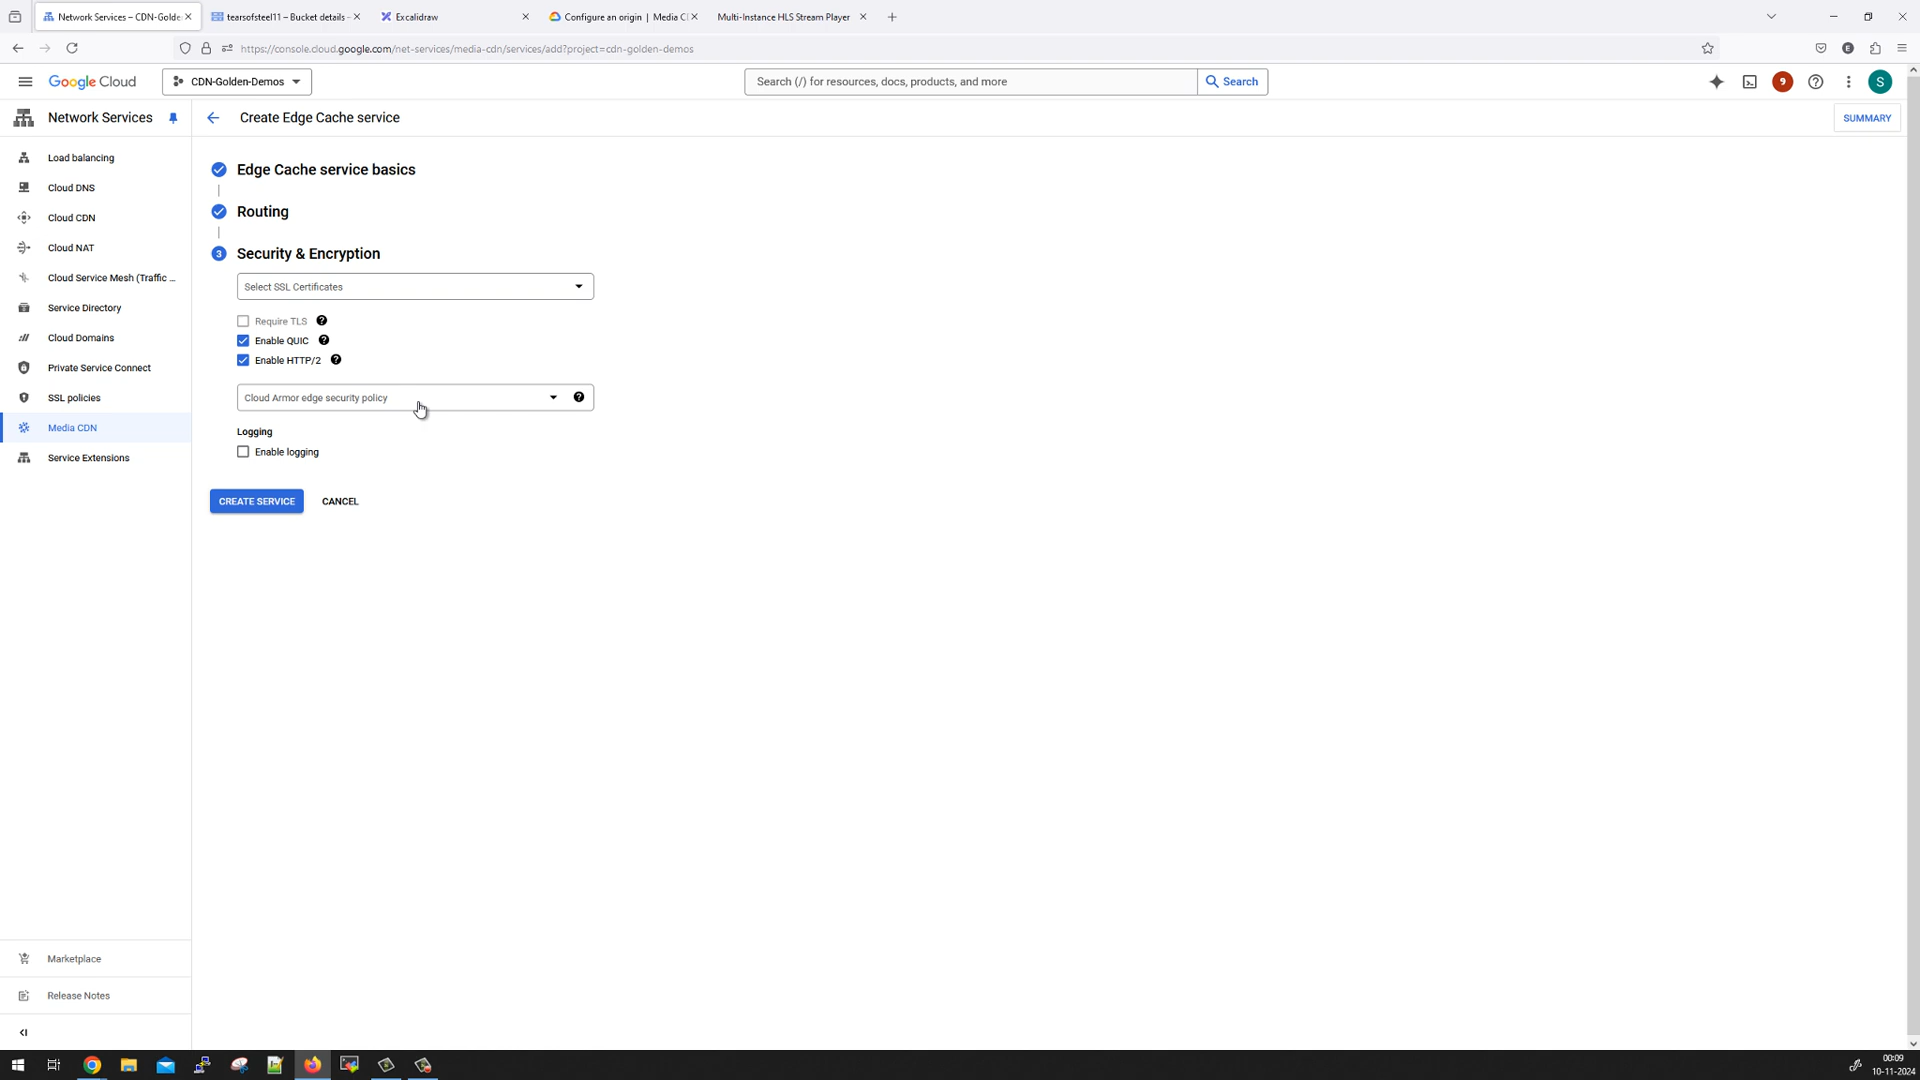 Network Services – CDN-Golde
tearsofsteel11 – Bucket details -
Excalidraw
Configure an origin | Media C
Multi-Instance HLS Stream Player
https://console.cloud.google.com/net-services/media-cdn/services/add?project=cdn-golden-demos
Google Cloud
CDN-Golden-Demos
Search (/) for resources, docs, products, and more
Search
9
S
Network Services
Create Edge Cache service
SUMMARY
Load balancing
Cloud DNS
Cloud CDN
Cloud NAT
Cloud Service Mesh (Traffic ...
Service Directory
Cloud Domains
Private Service Connect
SSL policies
Media CDN
Service Extensions
Edge Cache service basics
Routing
3 Security & Encryption
Select SSL Certificates
Require TLS
Enable QUIC
Enable HTTP/2
Cloud Armor edge security policy
Logging
Enable logging
CREATE SERVICE
CANCEL
Marketplace
Release Notes
00:09
10-11-2024